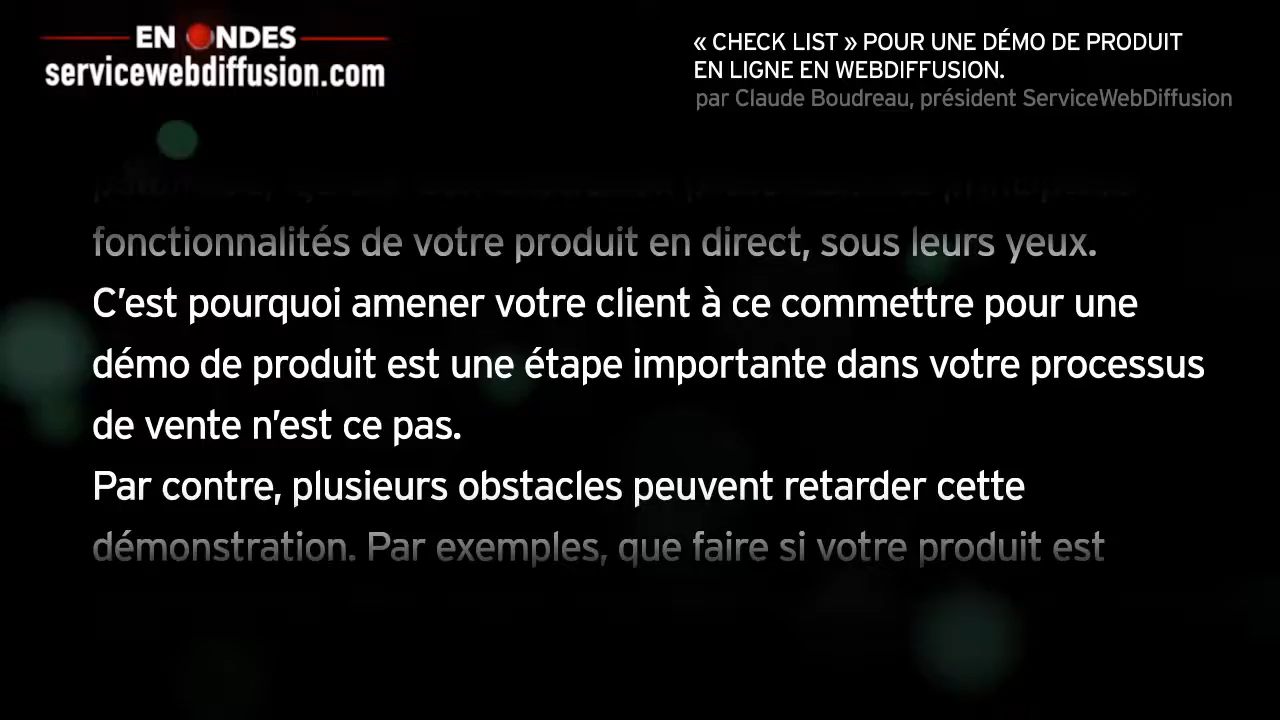 EN ONDES
servicewebdiffusion.com
« CHECK LIST » POUR UNE DÉMO DE PRODUIT
EN LIGNE EN WEBDIFFUSION.
par Claude Boudreau, président ServiceWebDiffusion
fonctionnalités de votre produit en direct, sous leurs yeux.
C’est pourquoi amener votre client à ce commettre pour une
démo de produit est une étape importante dans votre processus
de vente n’est ce pas.
Par contre, plusieurs obstacles peuvent retarder cette
démonstration. Par exemples, que faire si votre produit est